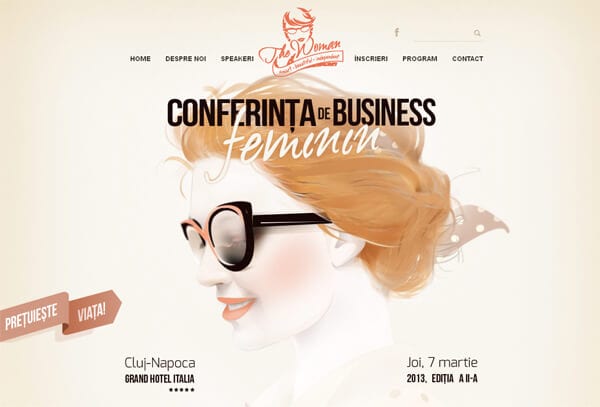 The Woman
smart · beautiful · independent
HOME DESPRE NOI SPEAKERI ÎNSCRIERI PROGRAM CONTACT
f
CONFERINȚA DE BUSINESS
feminin
PREȚUIEȘTE VIAȚA!
Cluj-Napoca
GRAND HOTEL ITALIA
Joi, 7 martie
2013, EDIȚIA A II-A